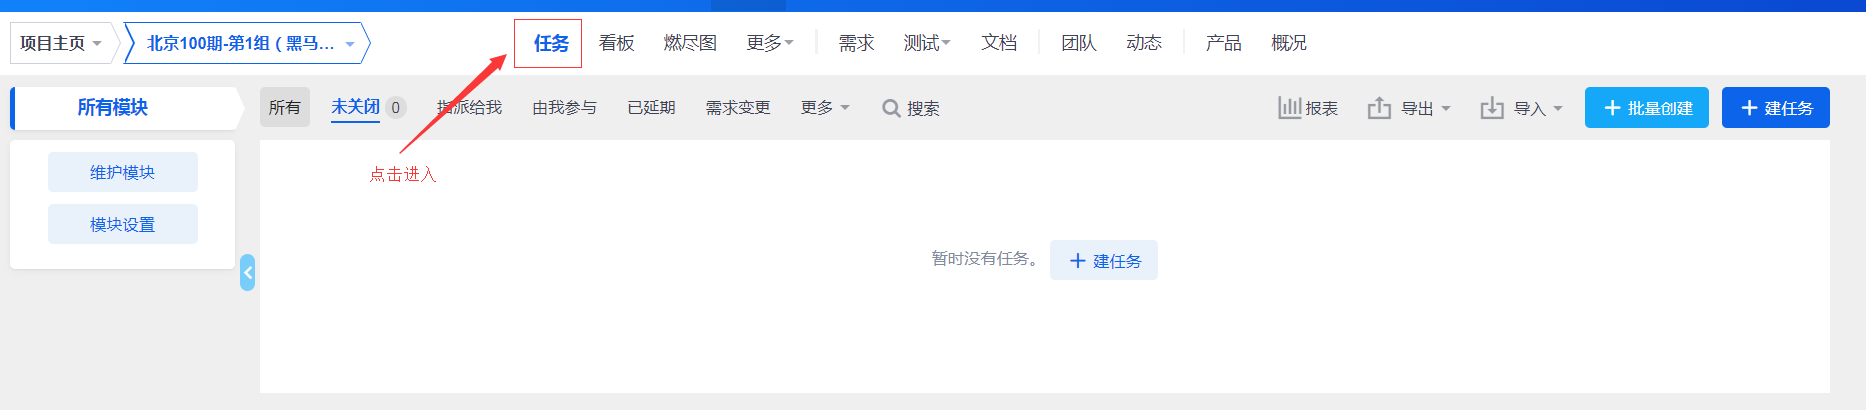 项目主页 北京100期-第1组（黑马... 任务 看板 燃尽图 更多 需求 测试 文档 团队 动态 产品 概况
所有模块 所有 未关闭 0 指派给我 由我参与 已延期 需求变更 更多 搜索 报表 导出 导入 批量创建 建任务
维护模块
点击进入
模块设置
暂时没有任务。 建任务